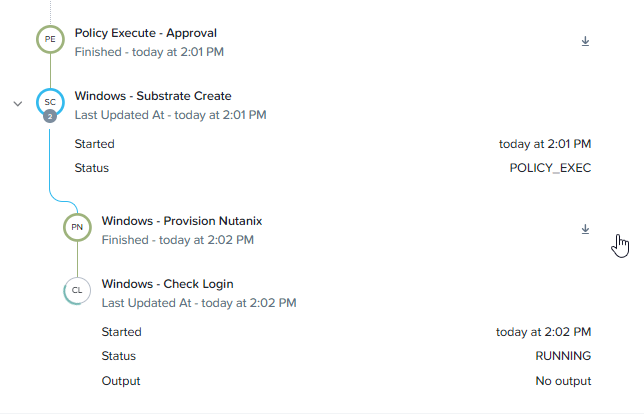 PE
Policy Execute - Approval
Finished - today at 2:01 PM
SC
2
Windows - Substrate Create
Last Updated At - today at 2:01 PM
Started today at 2:01 PM
Status POLICY_EXEC
PN
Windows - Provision Nutanix
Finished - today at 2:02 PM
CL
Windows - Check Login
Last Updated At - today at 2:02 PM
Started today at 2:02 PM
Status RUNNING
Output No output